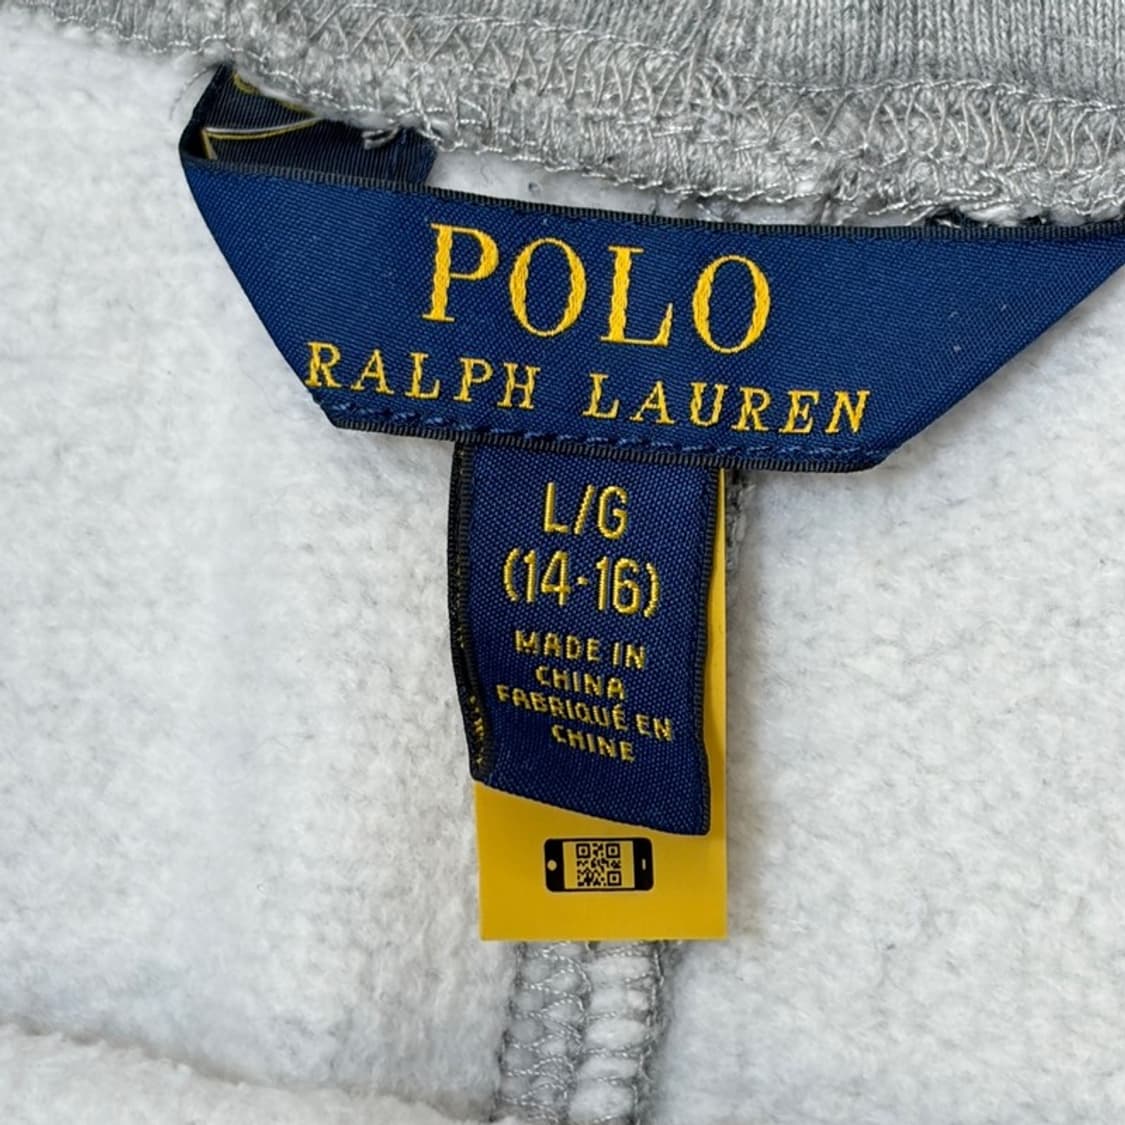 POLO
RALPH LAUREN
L/G
(14-16)
MADE IN
CHINA
FABRIQUÉ EN
CHINE